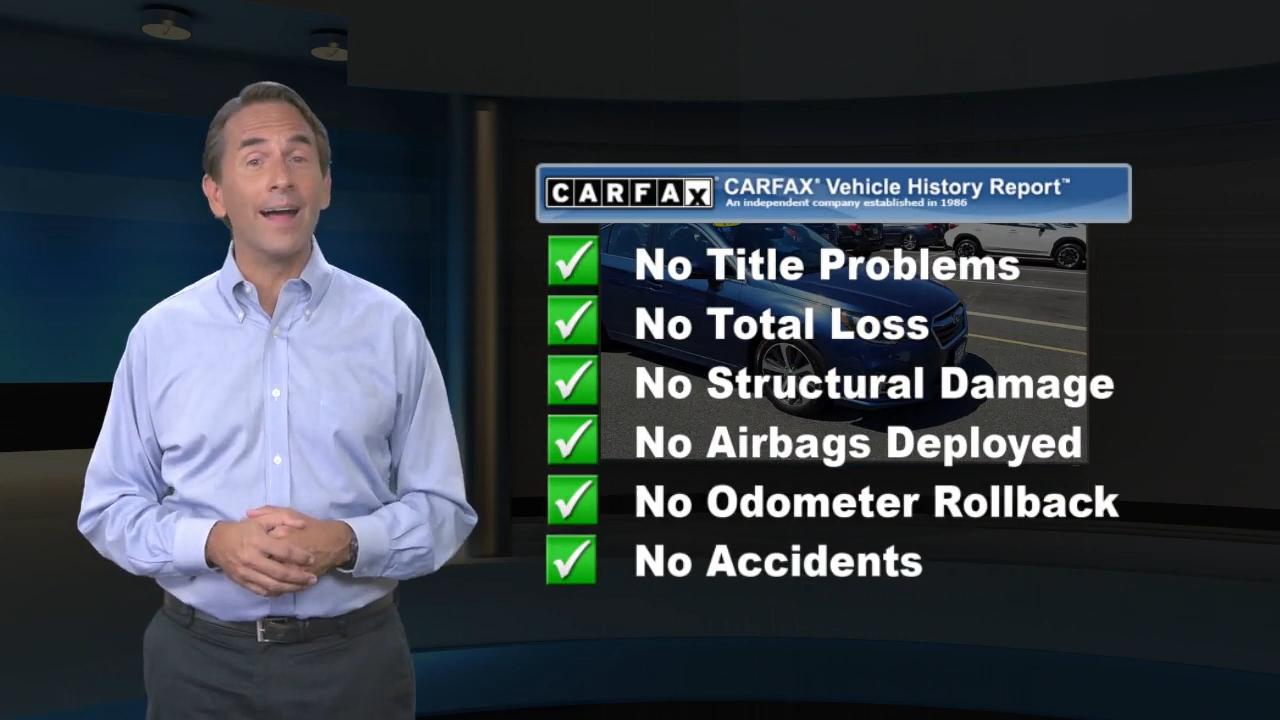 CARFAX® CARFAX® Vehicle History Report™
An independent company established in 1986
No Title Problems
No Total Loss
No Structural Damage
No Airbags Deployed
No Odometer Rollback
No Accidents